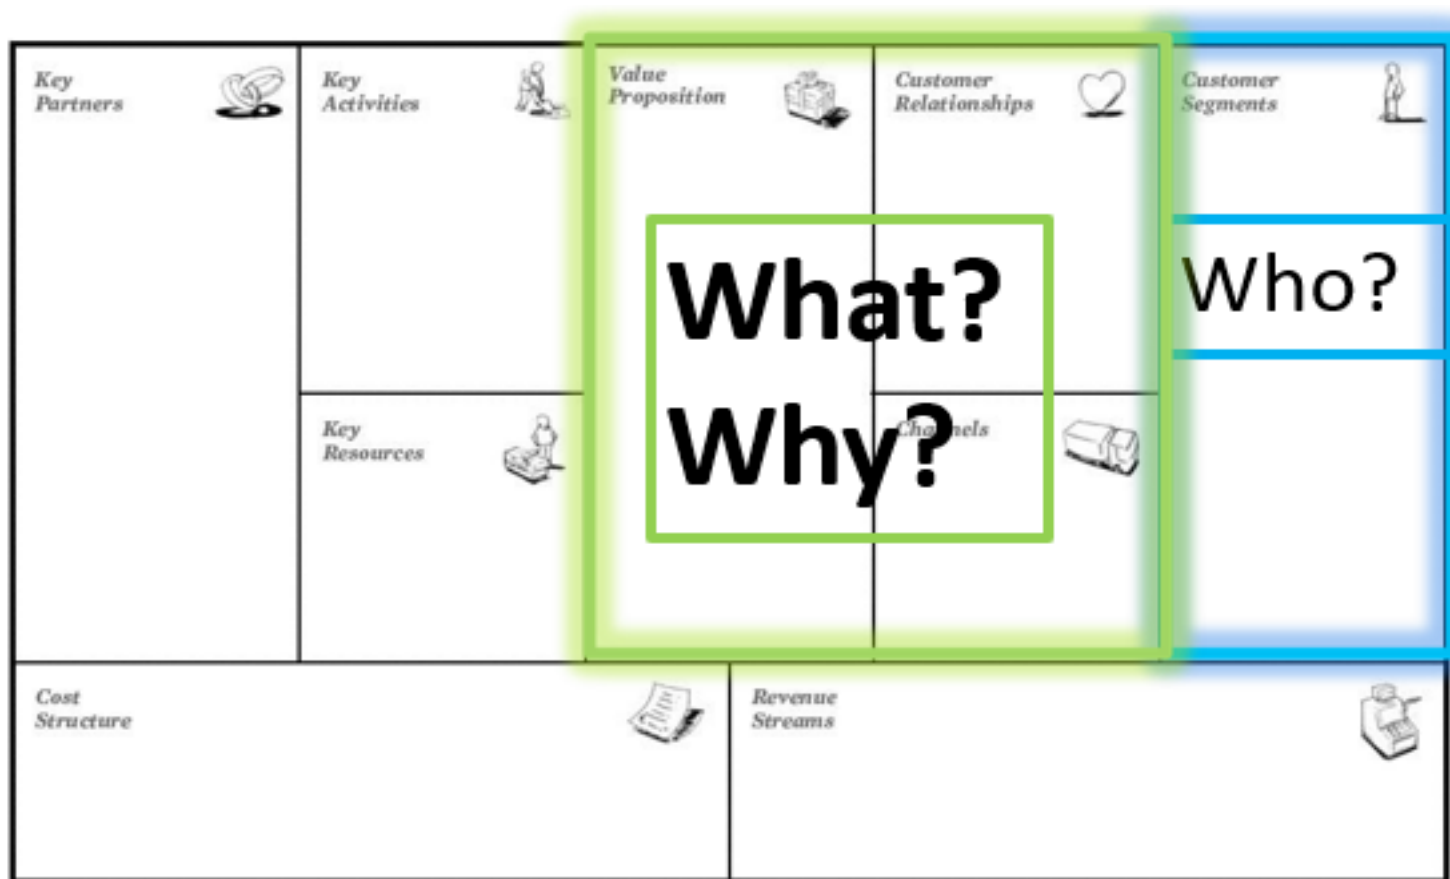 Key
Partners
Key
Activities
Value
Proposition
Customer
Relationships
Customer
Segments
What?
Why?
Who?
Key
Resources
Channels
Cost
Structure
Revenue
Streams